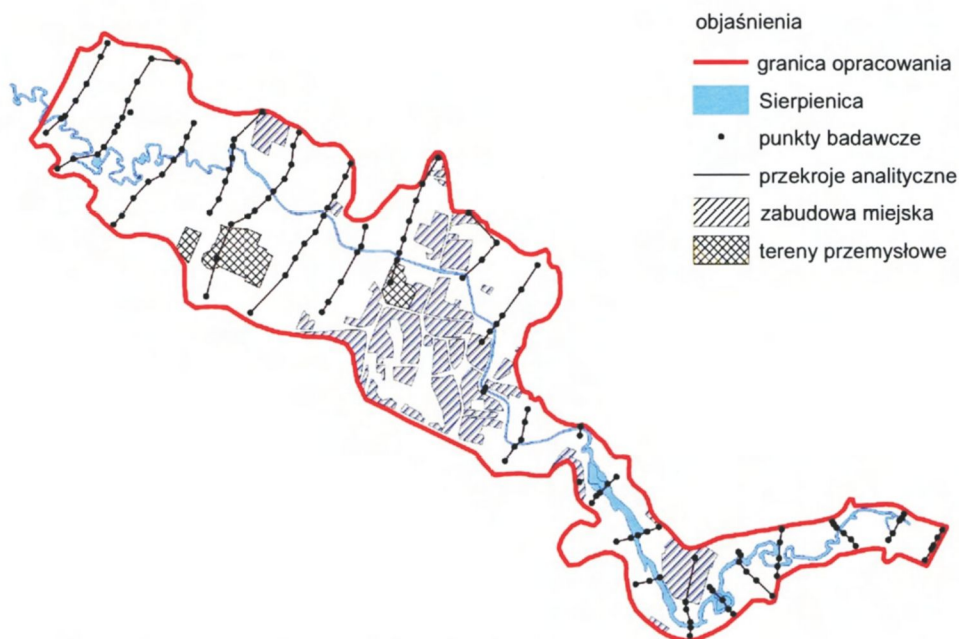 objaśnienia
granica opracowania
Sierpienica
punkty badawcze
przekroje analityczne
zabudowa miejska
tereny przemysłowe